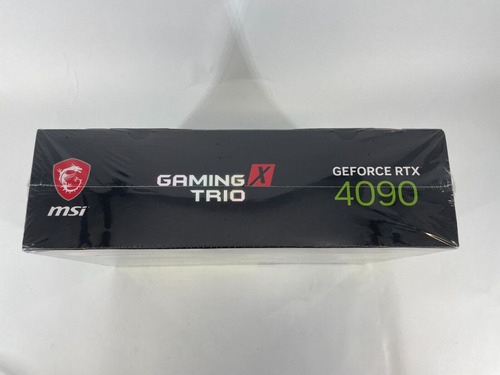 msi
GAMING X
TRIO
GEFORCE RTX
4090